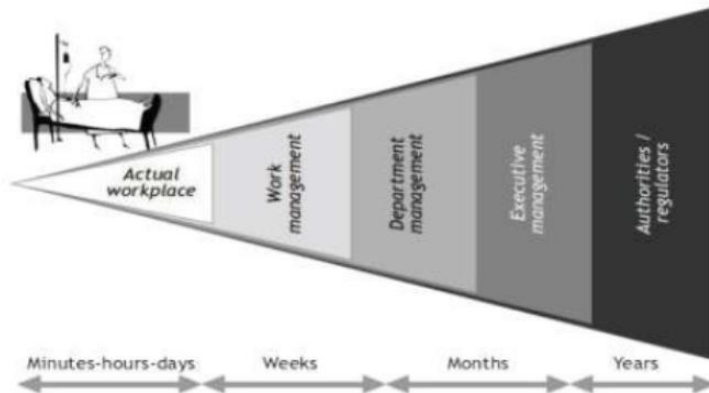 Actual
workplace
Work
management
Department
management
Executive
management
Authorities /
regulators
Minutes-hours-days
Weeks
Months
Years